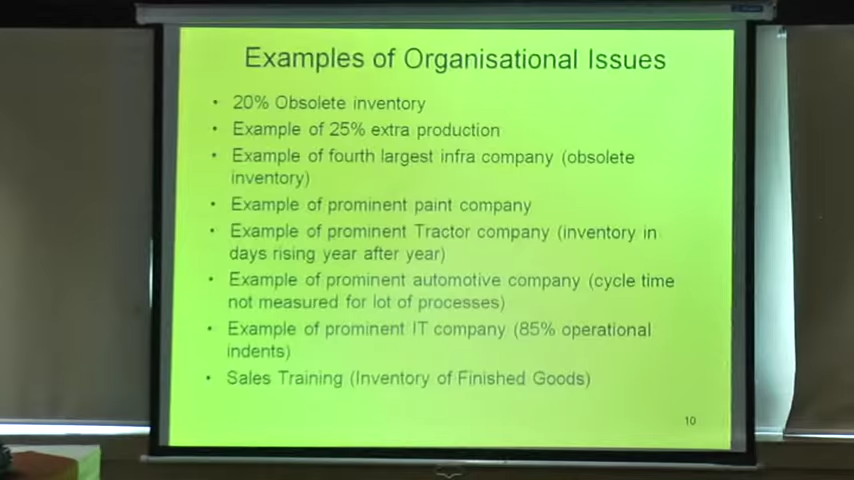 Examples of Organisational Issues
• 20% Obsolete inventory
• Example of 25% extra production
• Example of fourth largest infra company (obsolete
inventory)
• Example of prominent paint company
• Example of prominent Tractor company (inventory in
days rising year after year)
• Example of prominent automotive company (cycle time
not measured for lot of processes)
• Example of prominent IT company (85% operational
indents)
• Sales Training (Inventory of Finished Goods)
10